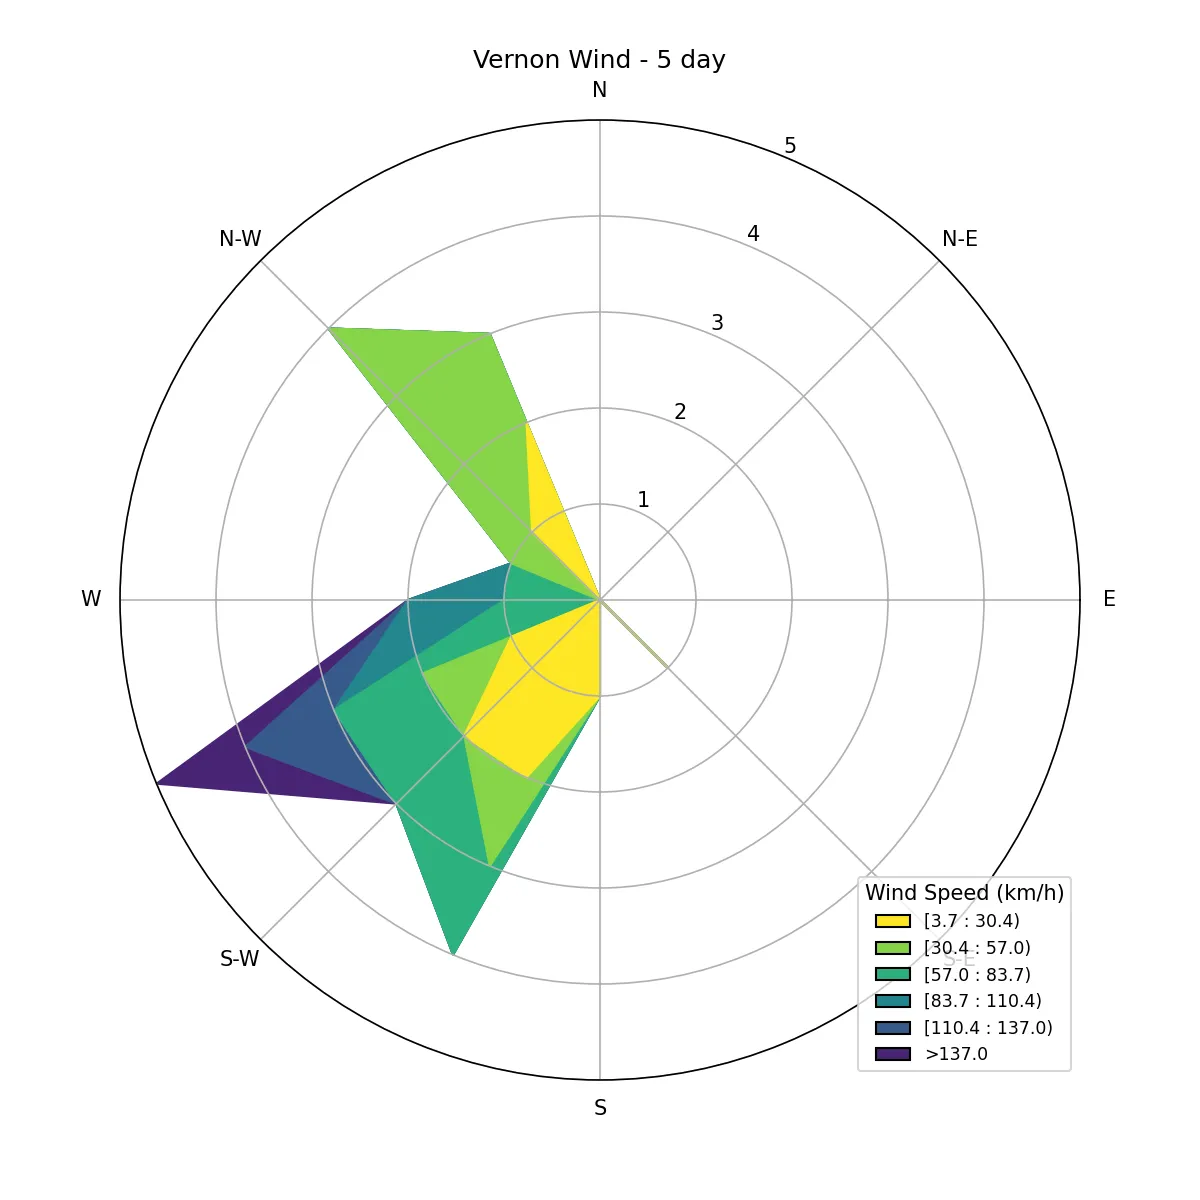 Vernon Wind - 5 day
N
5
N-W
4
N-E
3
2
1
W
E
S-W
S-E
S
Wind Speed (km/h)
[3.7 : 30.4)
[30.4 : 57.0)
[57.0 : 83.7)
[83.7 : 110.4)
[110.4 : 137.0)
>137.0